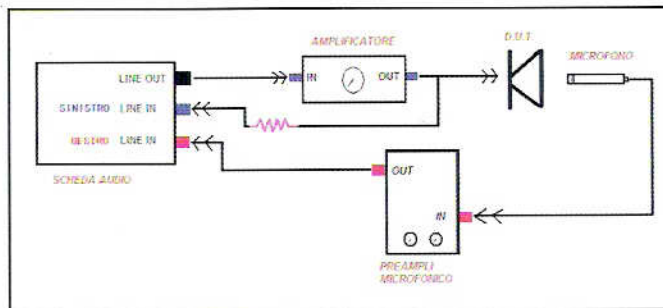 AMPLIFICATORE
D.U.T.
MICROFONO
LINE OUT
IN
OUT
SINISTRO LINE IN
DESTRO LINE IN
SCHEDA AUDIO
OUT
IN
PREAMPLI
MICROFONICO